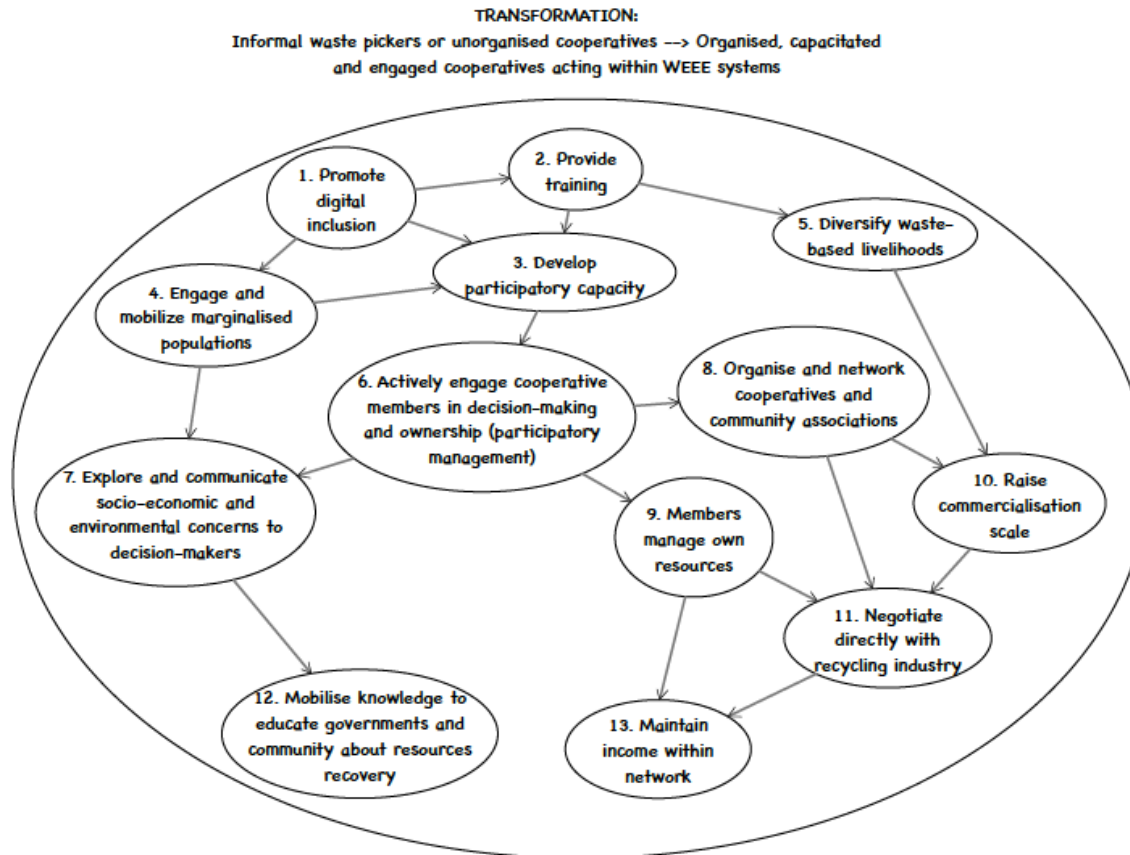 TRANSFORMATION:
Informal waste pickers or unorganised cooperatives --> Organised, capacitated
and engaged cooperatives acting within WEEE systems
1. Promote
digital
inclusion
2. Provide
training
3. Develop
participatory capacity
4. Engage and
mobilize marginalised
populations
5. Diversify waste-
based livelihoods
6. Actively engage cooperative
members in decision-making
and ownership (participatory
management)
7. Explore and communicate
socio-economic and
environmental concerns to
decision-makers
8. Organise and network
cooperatives and
community associations
9. Members
manage own
resources
10. Raise
commercialisation
scale
11. Negotiate
directly with
recycling industry
12. Mobilise knowledge to
educate governments and
community about resources
recovery
13. Maintain
income within
network